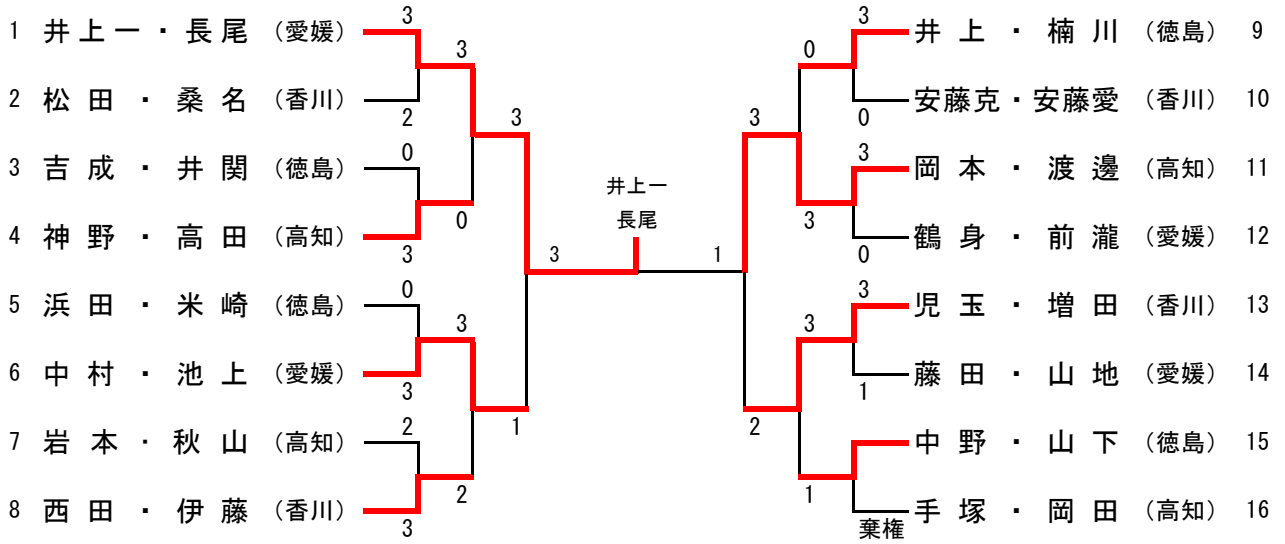 1 井上一・長尾 (愛媛) 3
2 松田・桑名 (香川) 2
3 吉成・井関 (徳島) 0
4 神野・高田 (高知) 3
5 浜田・米崎 (徳島) 0
6 中村・池上 (愛媛) 3
7 岩本・秋山 (高知) 2
8 西田・伊藤 (香川) 3
3
0
3
2
3
1
3
井上一
長尾
1
3
2
0
3
3
1
3 井上・楠川 (徳島) 9
0 安藤克・安藤愛 (香川) 10
3 岡本・渡邊 (高知) 11
0 鶴身・前瀧 (愛媛) 12
3 児玉・増田 (香川) 13
1 藤田・山地 (愛媛) 14
中野・山下 (徳島) 15
棄権 手塚・岡田 (高知) 16